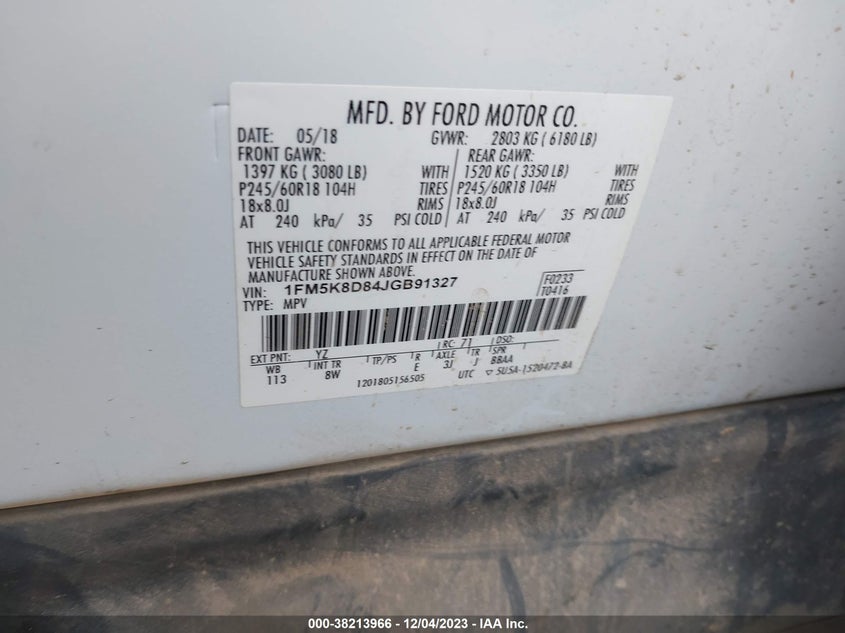 MFD. BY FORD MOTOR CO.
DATE: 05/18 GVWR: 2803 KG ( 6180 LB)
FRONT GAWR: REAR GAWR:
1397 KG ( 3080 LB) WITH 1520 KG ( 3350 LB) WITH
P245/60R18 104H TIRES P245/60R18 104H TIRES
18x8.0J RIMS 18x8.0J RIMS
AT 240 kPa/ 35 PSI COLD AT 240 kPa/ 35 PSI COLD
THIS VEHICLE CONFORMS TO ALL APPLICABLE FEDERAL MOTOR
VEHICLE SAFETY STANDARDS IN EFFECT ON THE DATE OF
MANUFACTURE SHOWN ABOVE.
VIN: 1FM5K8D84JGB91327 F0233
TYPE: MPV T0416
EXT PNT: YZ RC: 71 DSO:
WB INT TR TP/PS R AXLE TR SPR
113 8W E 3J J BBAA
1201805156505 UTC ▽ 5U5A-1520472-BA
000-38213966 - 12/04/2023 - IAA Inc.